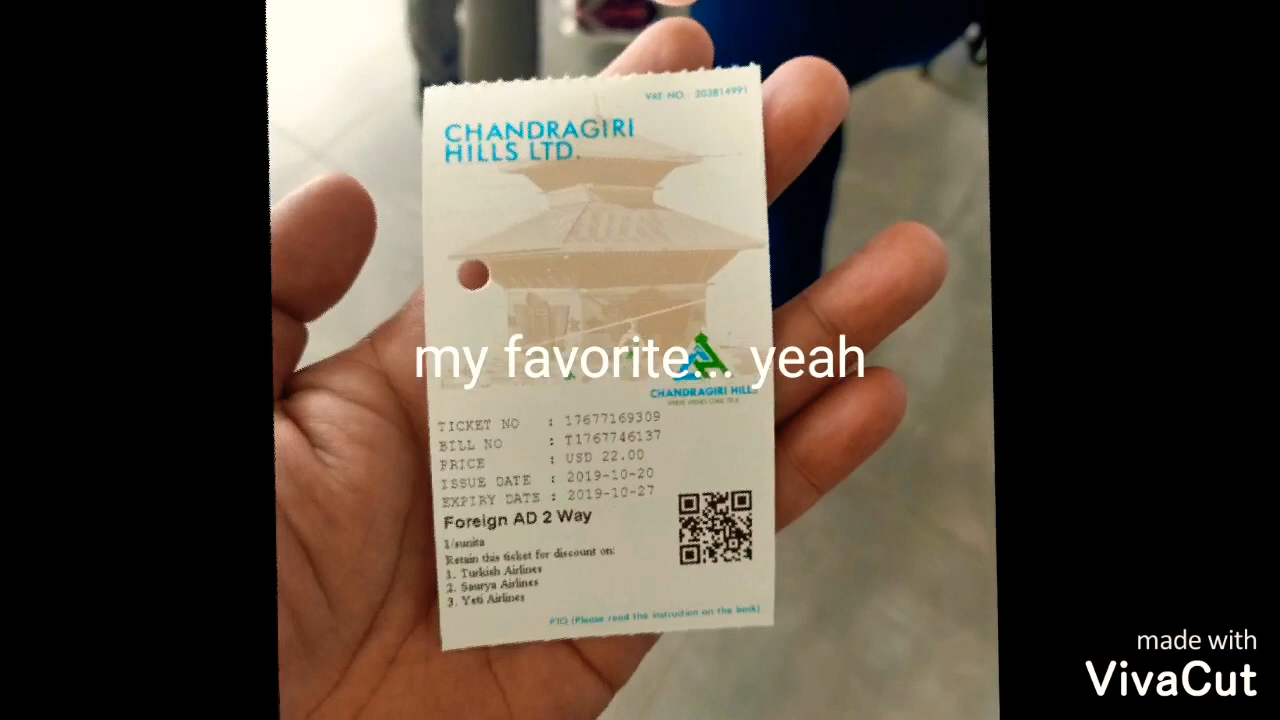 VAT NO.: 303814991
CHANDRAGIRI
HILLS LTD.
my favorite... yeah
CHANDRAGIRI HILLS
TICKET NO : 17677169309
BILL NO : T1767746137
PRICE : USD 22.00
ISSUE DATE : 2019-10-20
EXPIRY DATE : 2019-10-27
Foreign AD 2 Way
1/sunita
Retain this ticket for discount on:
1. Turkish Airlines
2. Saurya Airlines
3. Yeti Airlines
PTO (Please read the instruction on the back)
made with
VivaCut